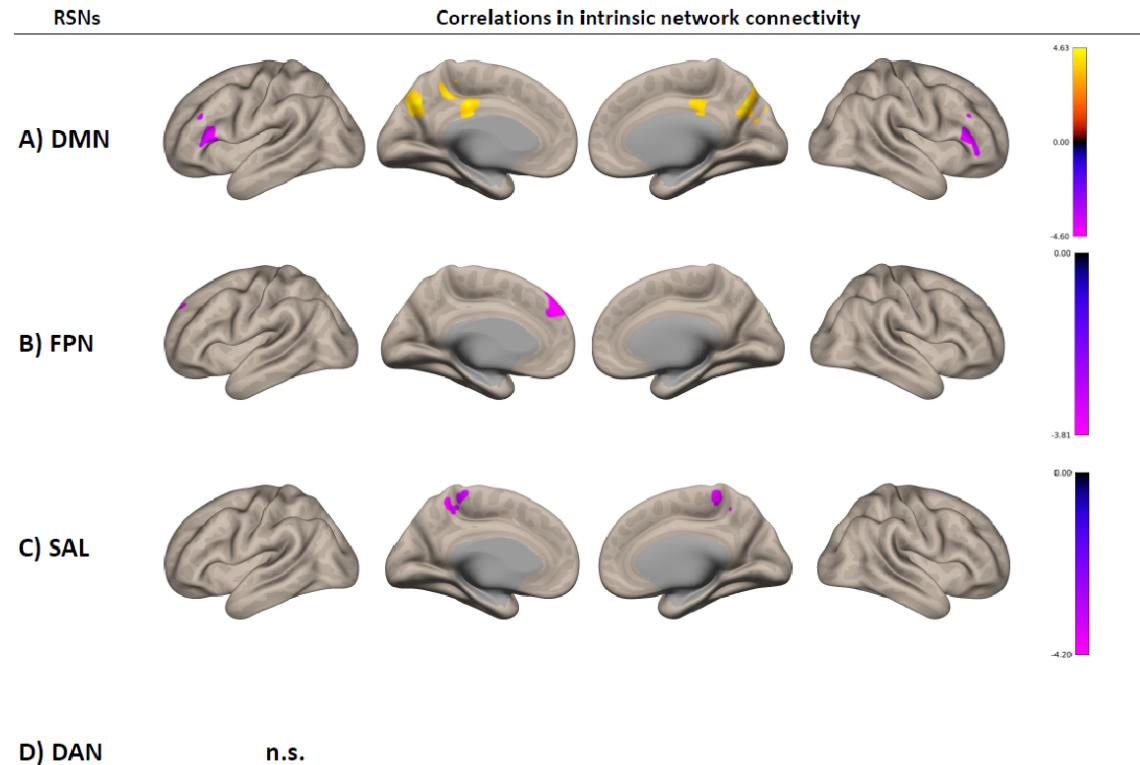 RSNs Correlations in intrinsic network connectivity
4.63
A) DMN
0.00
-4.60
0.00
B) FPN
-3.81
0.00
C) SAL
-4.20
D) DAN n.s.